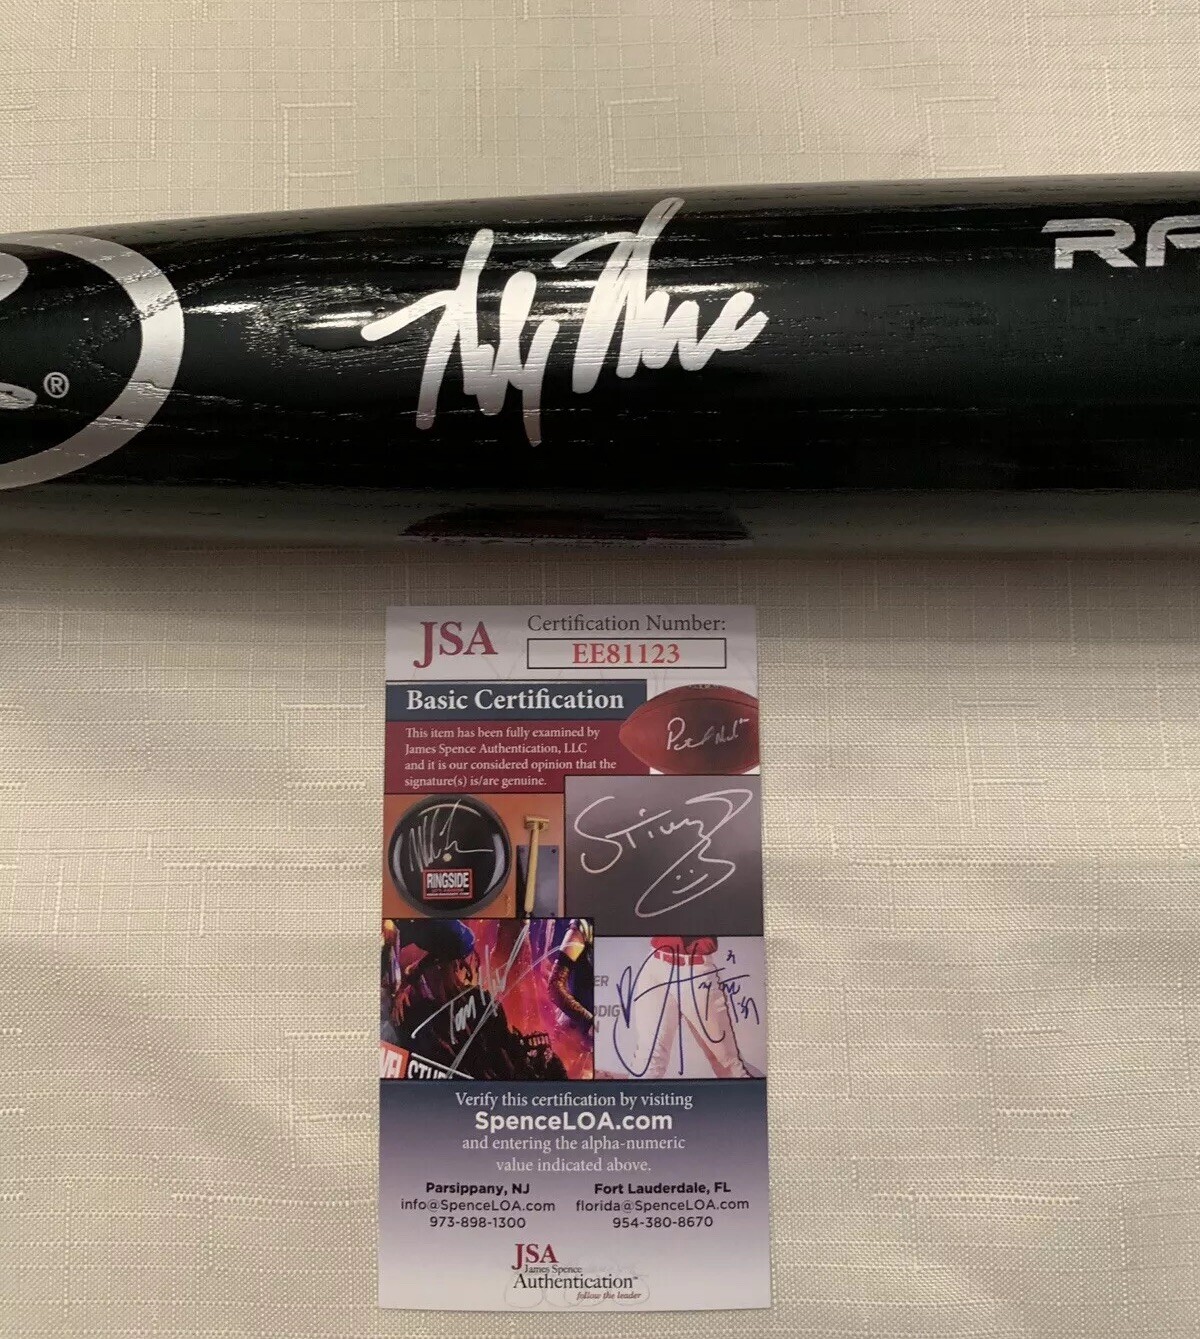 ®
RA
JSA
Certification Number:
EE81123
Basic Certification
This item has been fully examined by
James Spence Authentication, LLC
and it is our considered opinion that the
signature(s) is/are genuine.
RINGSIDE
ER
ODIG
N
Verify this certification by visiting
SpenceLOA.com
and entering the alpha-numeric
value indicated above.
Parsippany, NJ
info@SpenceLOA.com
973-898-1300
Fort Lauderdale, FL
florida@SpenceLOA.com
954-380-8670
JSA
James Spence
Authentication
follow the leader